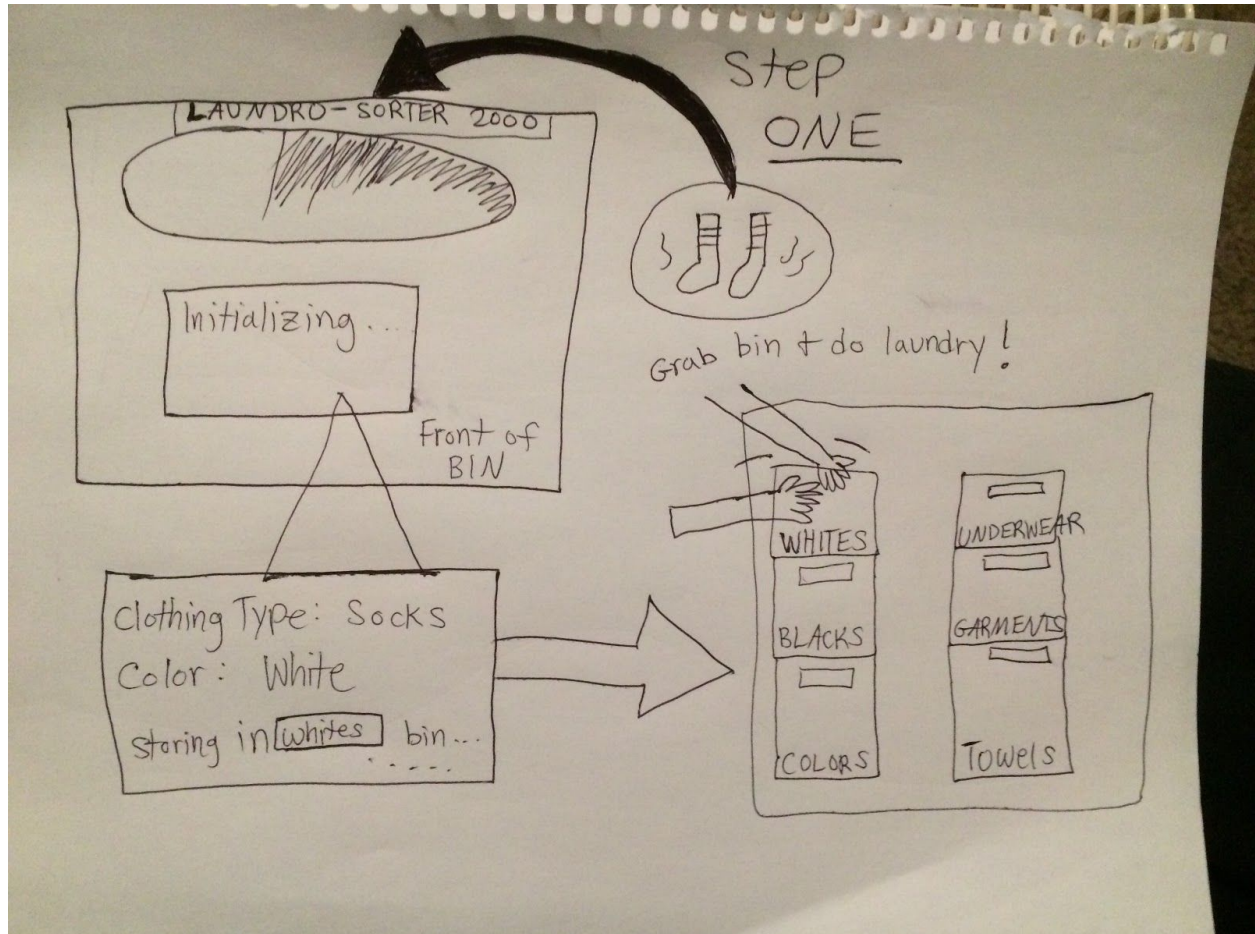 Step
ONE
LAUNDRO-SORTER 2000
Initializing...
Front of
BIN
Clothing Type: Socks
Color: White
storing in whites bin...
Grab bin + do laundry!
WHITES
BLACKS
COLORS
UNDERWEAR
GARMENTS
Towels